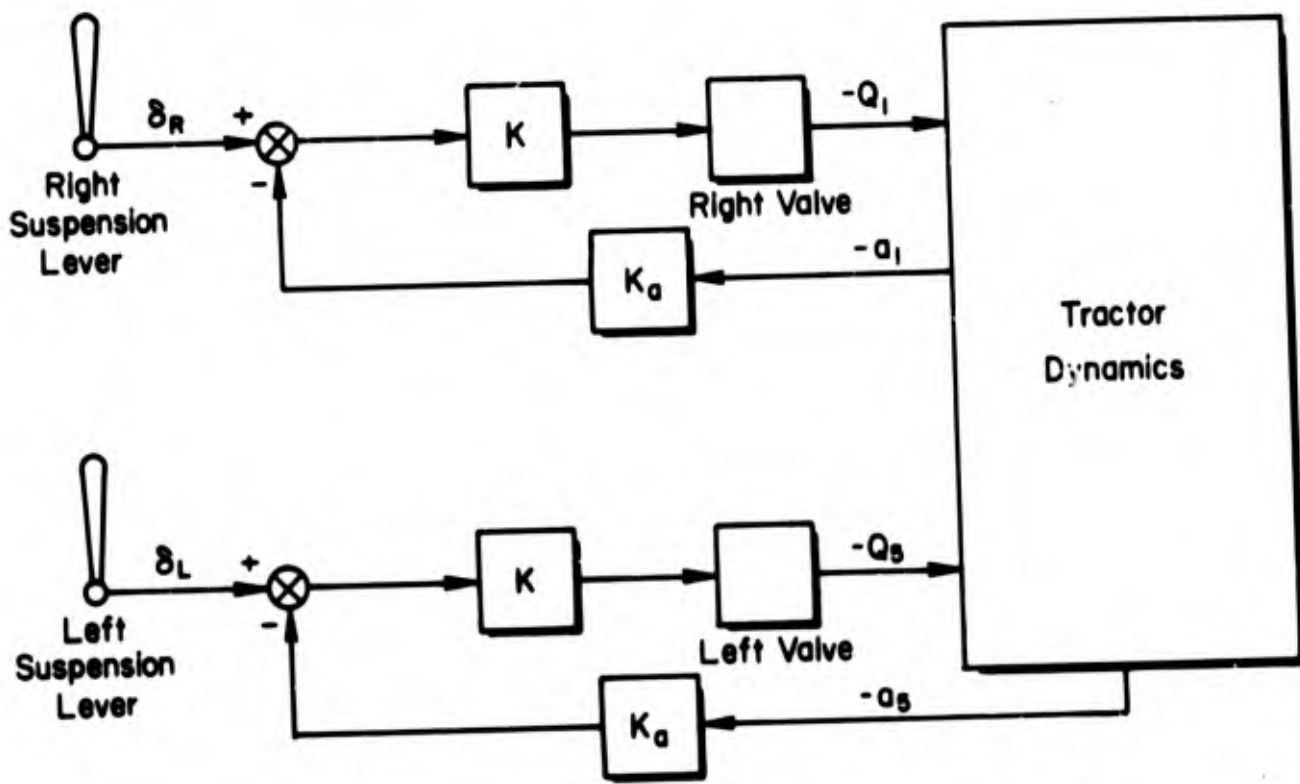 δR
+
-
Right
Suspension
Lever
K
Right Valve
-Q1
Ka
-a1
Tractor
Dynamics
δL
+
-
Left
Suspension
Lever
K
Left Valve
-Q5
Ka
-a5